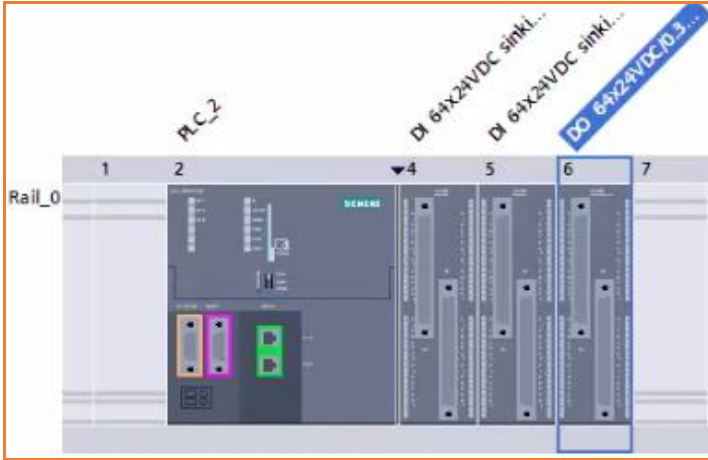 PLC_2
DI 64x24VDC sinki...
DI 64x24VDC sinki...
DO 64x24VDC/0.3...
1 2 4 5 6 7
Rail_0
SIEMENS